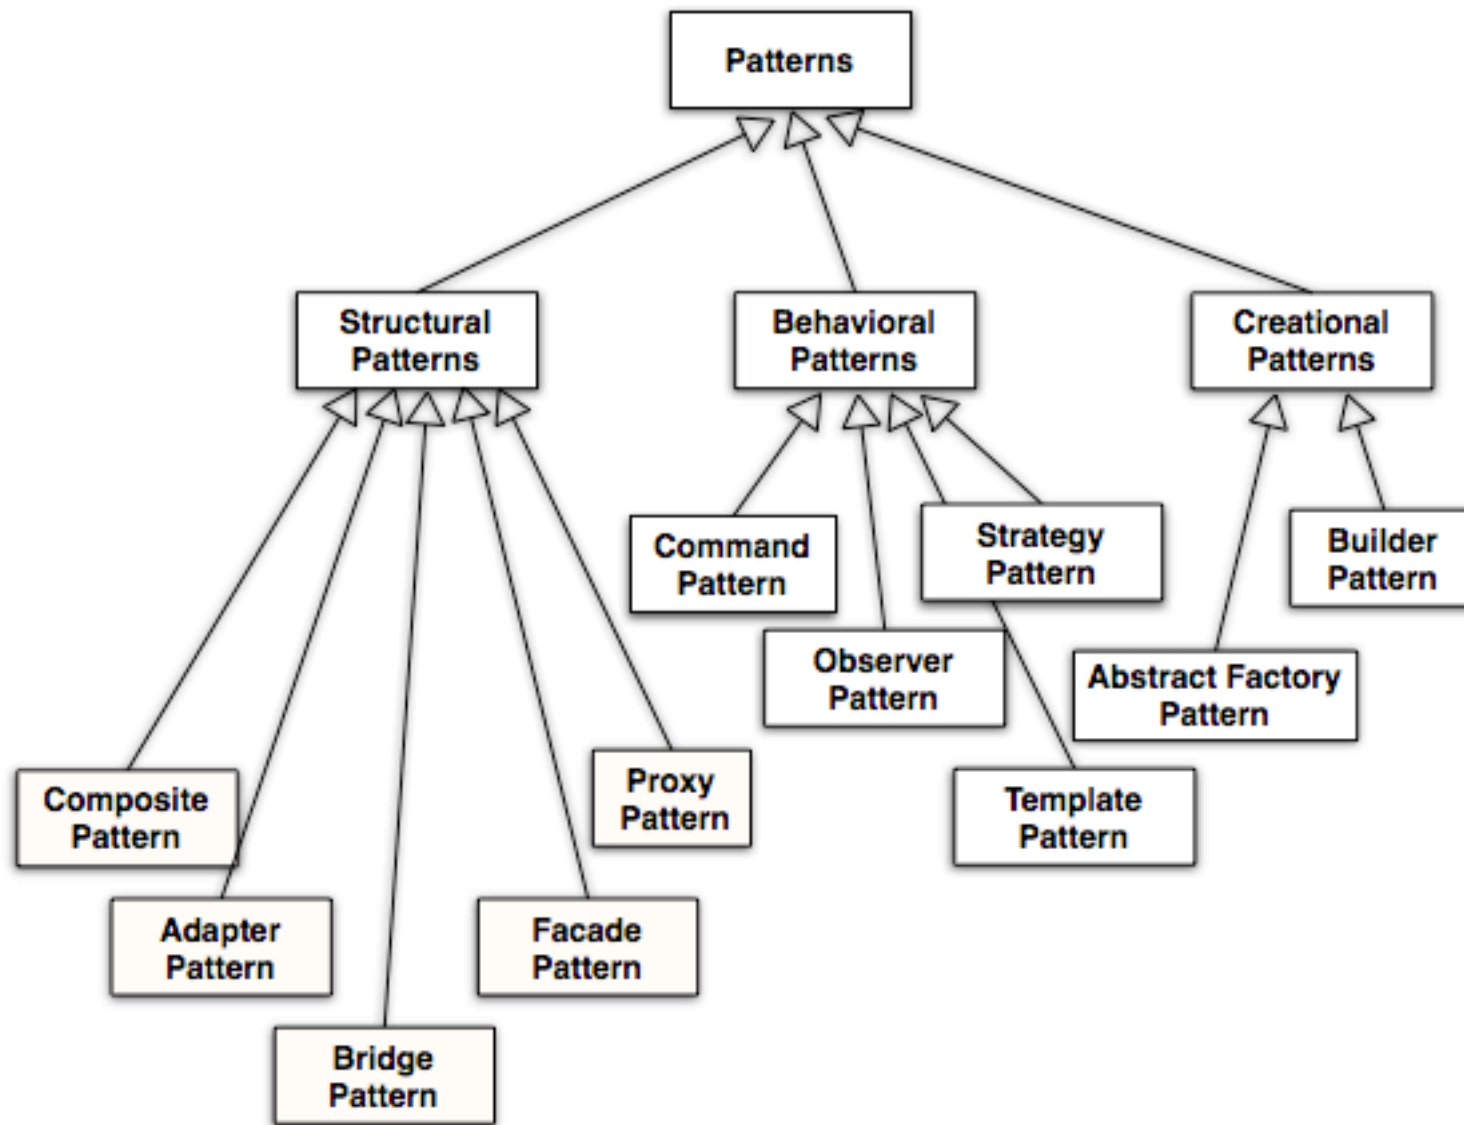 Patterns
Structural
Patterns
Behavioral
Patterns
Creational
Patterns
Command
Pattern
Strategy
Pattern
Builder
Pattern
Observer
Pattern
Abstract Factory
Pattern
Composite
Pattern
Proxy
Pattern
Template
Pattern
Adapter
Pattern
Facade
Pattern
Bridge
Pattern